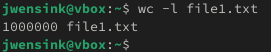 jwensink@vbox:~$ wc -l file1.txt
1000000 file1.txt
jwensink@vbox:~$